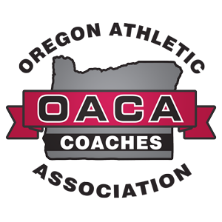 OREGON ATHLETIC
OACA
COACHES
ASSOCIATION